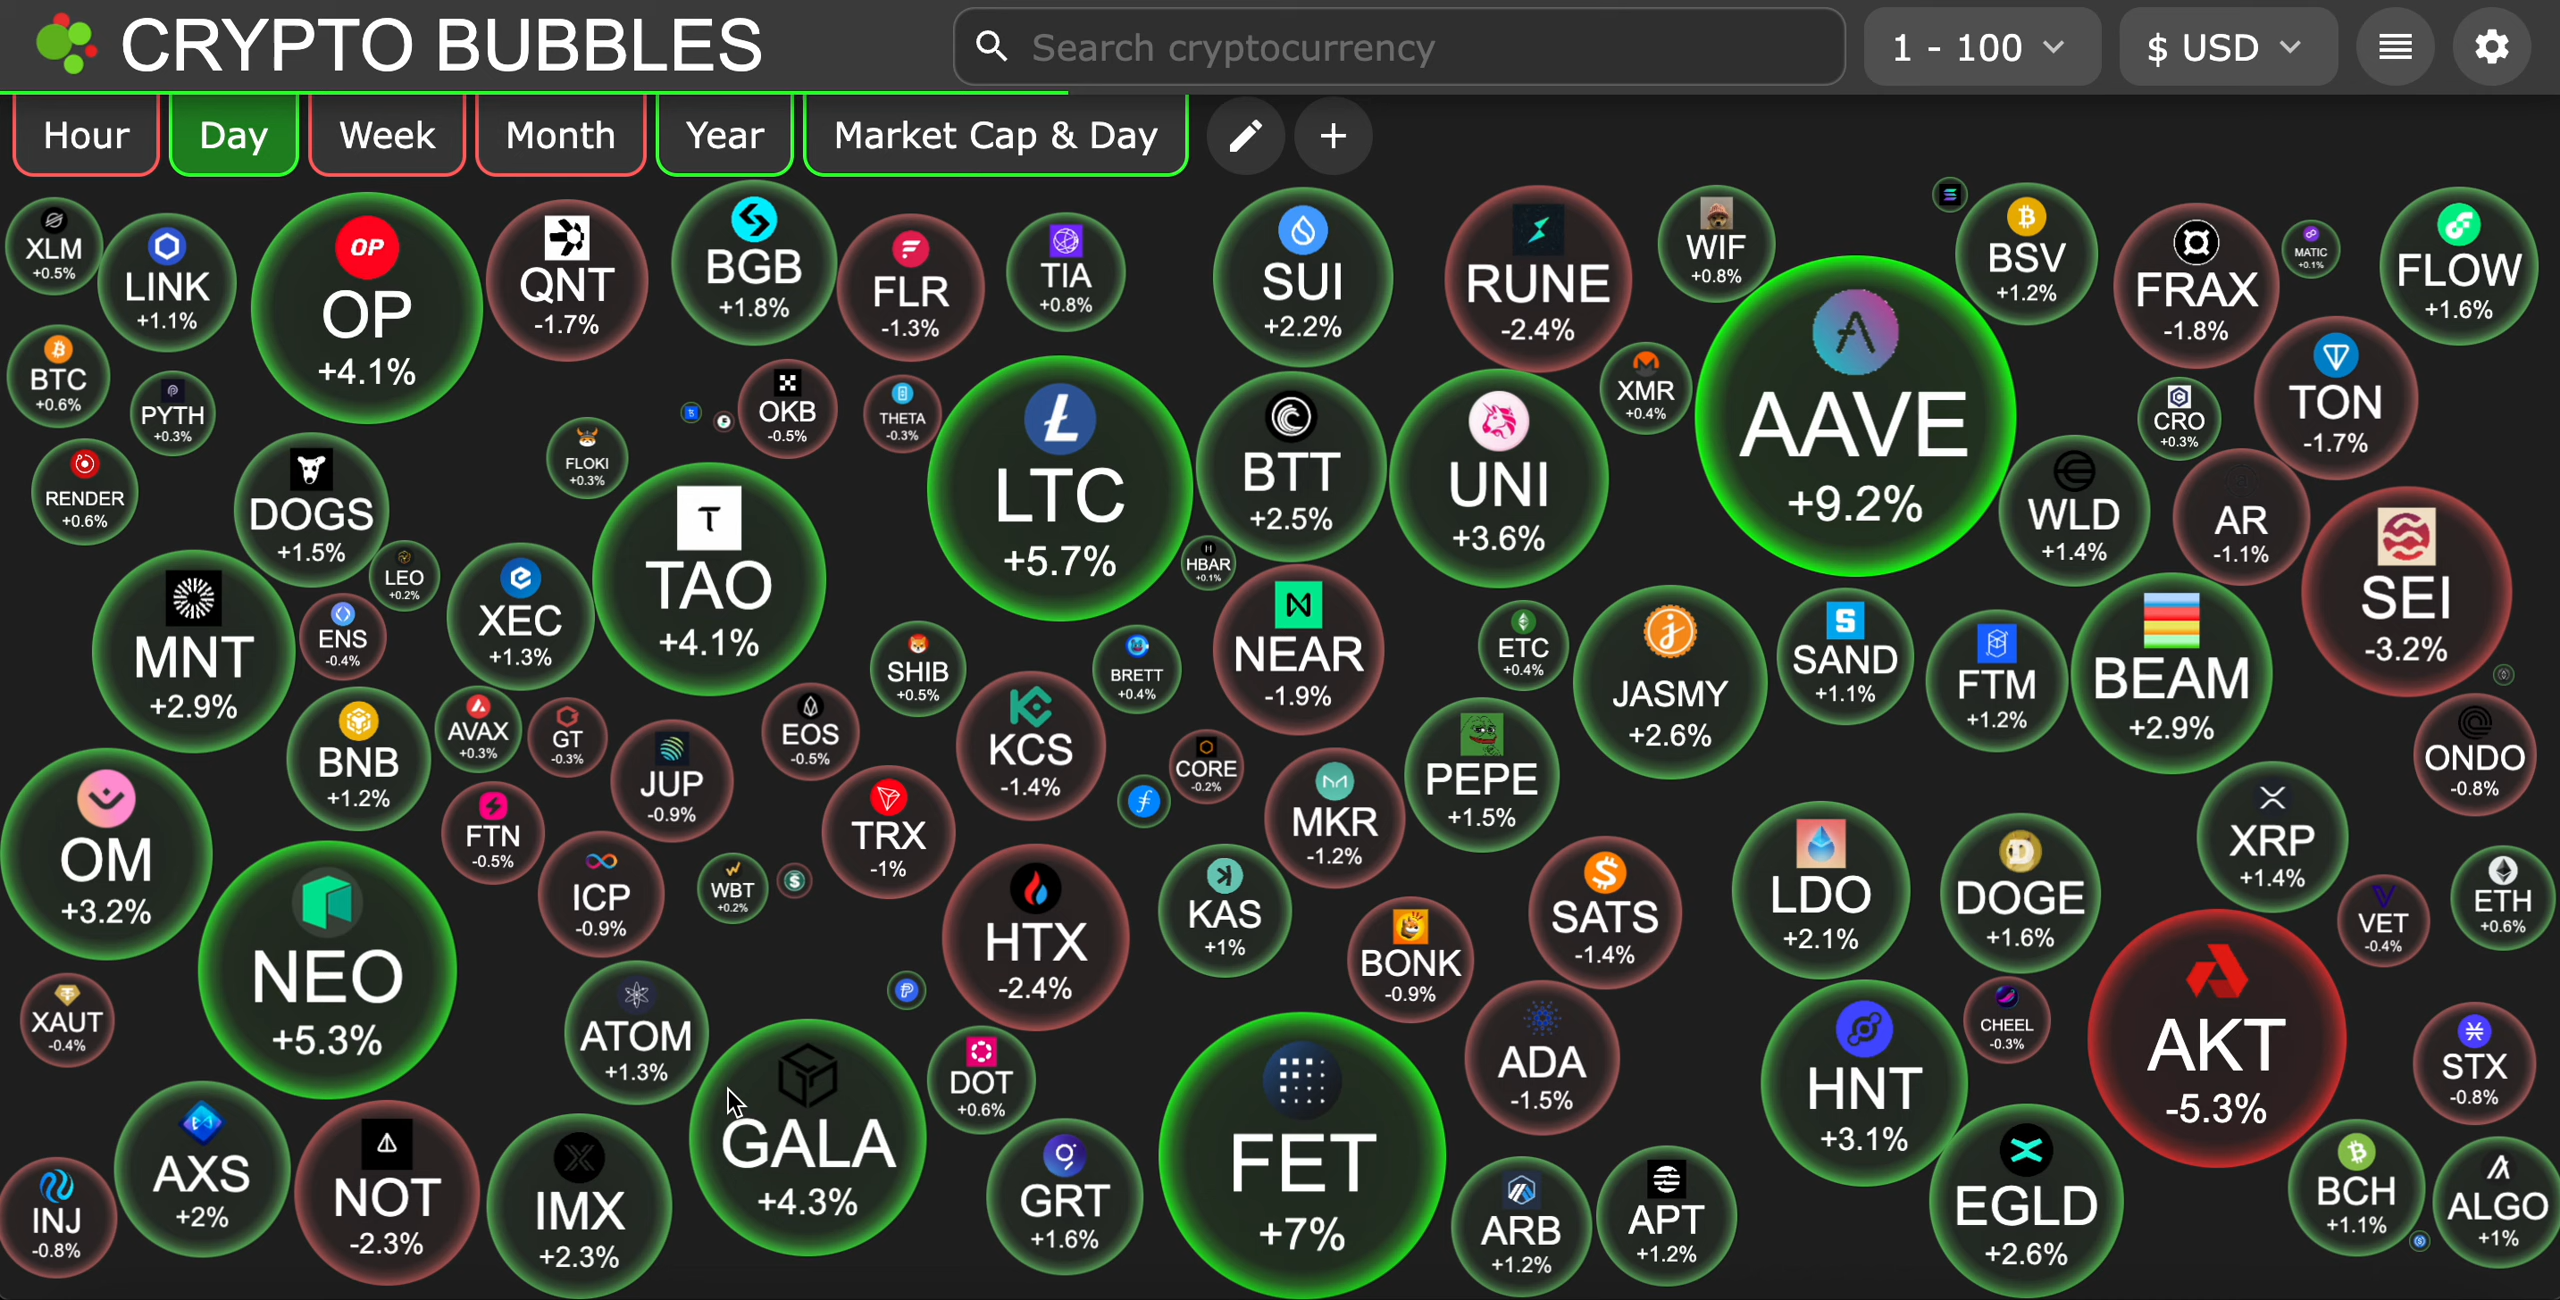 CRYPTO BUBBLES
Search cryptocurrency
1 - 100
$ USD
Hour
Day
Week
Month
Year
Market Cap & Day
XLM
+0.5%
LINK
+1.1%
OP
OP
+4.1%
QNT
-1.7%
BGB
+1.8%
FLR
-1.3%
TIA
+0.8%
SUI
+2.2%
RUNE
-2.4%
WIF
+0.8%
BSV
+1.2%
FRAX
-1.8%
MATIC
+0.1%
FLOW
+1.6%
BTC
+0.6%
PYTH
+0.3%
OKB
-0.5%
THETA
-0.3%
LTC
+5.7%
BTT
+2.5%
UNI
+3.6%
XMR
+0.4%
AAVE
+9.2%
CRO
+0.3%
TON
-1.7%
RENDER
+0.6%
DOGS
+1.5%
FLOKI
+0.3%
TAO
+4.1%
HBAR
+0.1%
WLD
+1.4%
AR
-1.1%
SEI
-3.2%
LEO
+0.2%
MNT
+2.9%
ENS
-0.4%
XEC
+1.3%
SHIB
+0.5%
BRETT
+0.4%
NEAR
-1.9%
ETC
+0.4%
JASMY
+2.6%
SAND
+1.1%
FTM
+1.2%
BEAM
+2.9%
BNB
+1.2%
AVAX
+0.3%
GT
-0.3%
JUP
-0.9%
EOS
-0.5%
KCS
-1.4%
CORE
-0.2%
PEPE
+1.5%
ONDO
-0.8%
OM
+3.2%
FTN
-0.5%
TRX
-1%
MKR
-1.2%
XRP
+1.4%
NEO
+5.3%
ICP
-0.9%
WBT
+0.2%
HTX
-2.4%
KAS
+1%
BONK
-0.9%
SATS
-1.4%
LDO
+2.1%
DOGE
+1.6%
VET
-0.4%
ETH
+0.6%
XAUT
-0.4%
ATOM
+1.3%
GALA
+4.3%
DOT
+0.6%
ADA
-1.5%
HNT
+3.1%
CHEEL
-0.3%
AKT
-5.3%
STX
-0.8%
INJ
-0.8%
AXS
+2%
NOT
-2.3%
IMX
+2.3%
GRT
+1.6%
FET
+7%
ARB
+1.2%
APT
+1.2%
EGLD
+2.6%
BCH
+1.1%
ALGO
+1%